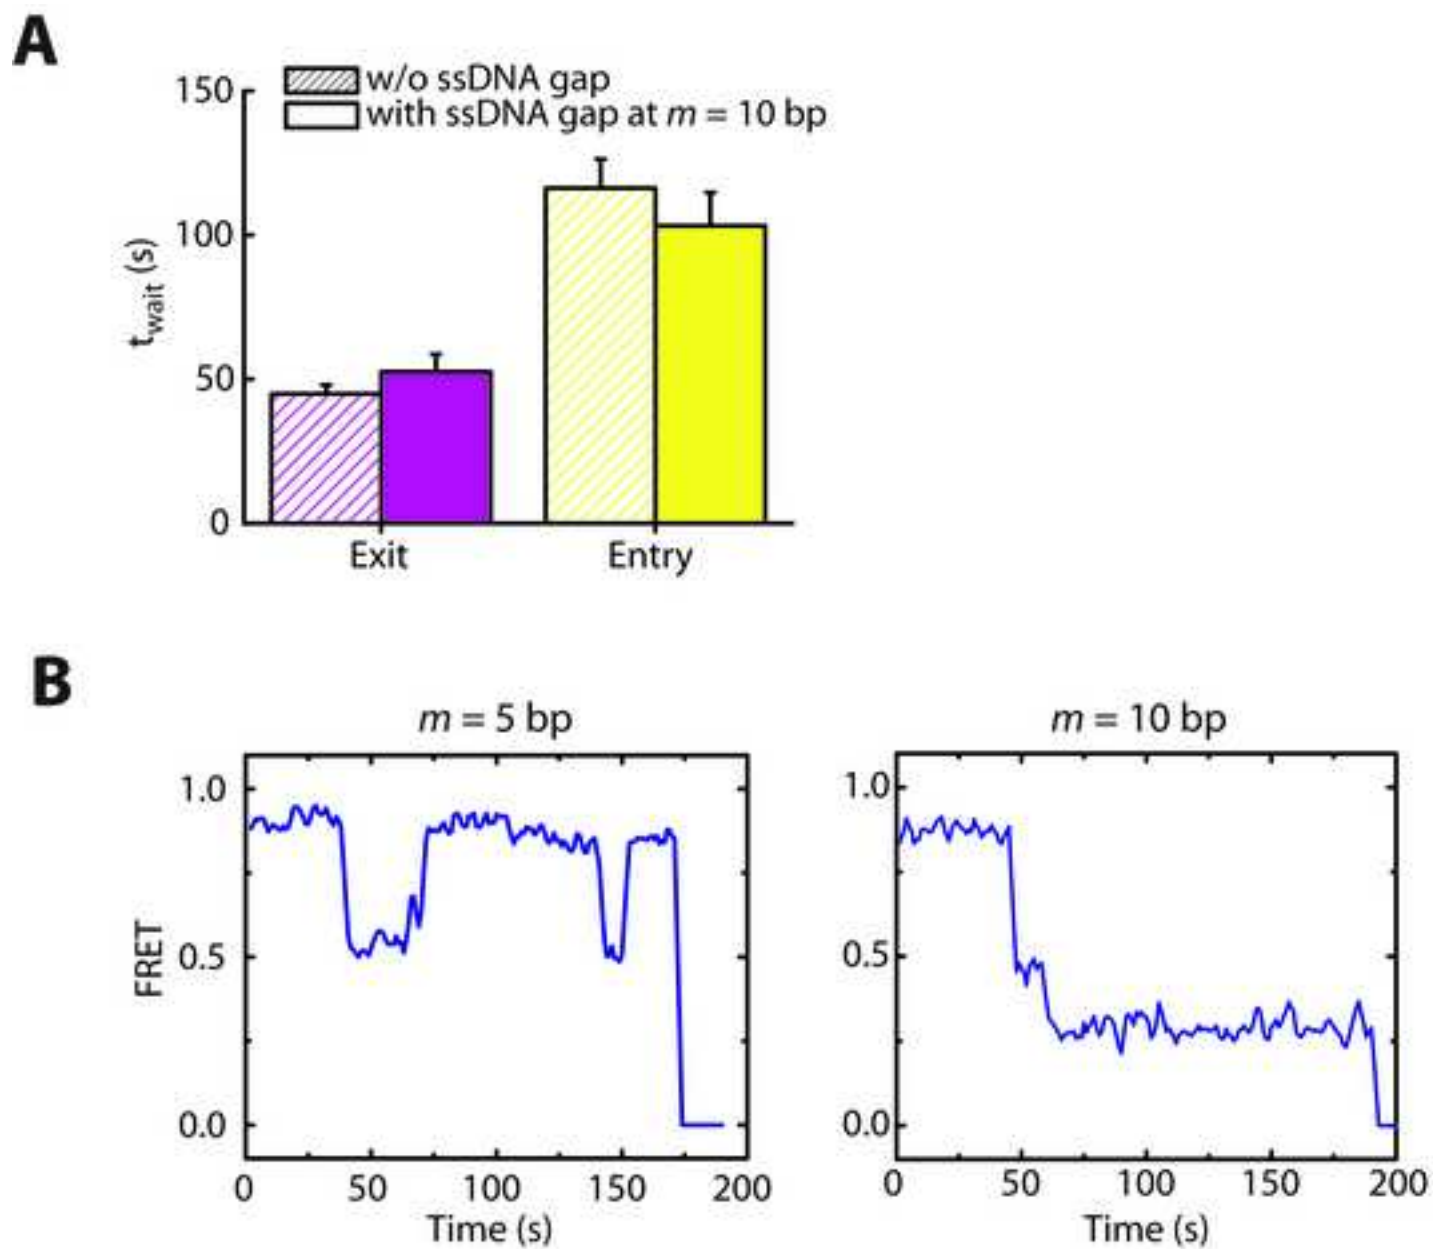 A
w/o ssDNA gap
with ssDNA gap at m = 10 bp
150
100
50
0
t_wait (s)
Exit
Entry
B
m = 5 bp
1.0
0.5
0.0
FRET
0 50 100 150 200
Time (s)
m = 10 bp
1.0
0.5
0.0
0 50 100 150 200
Time (s)